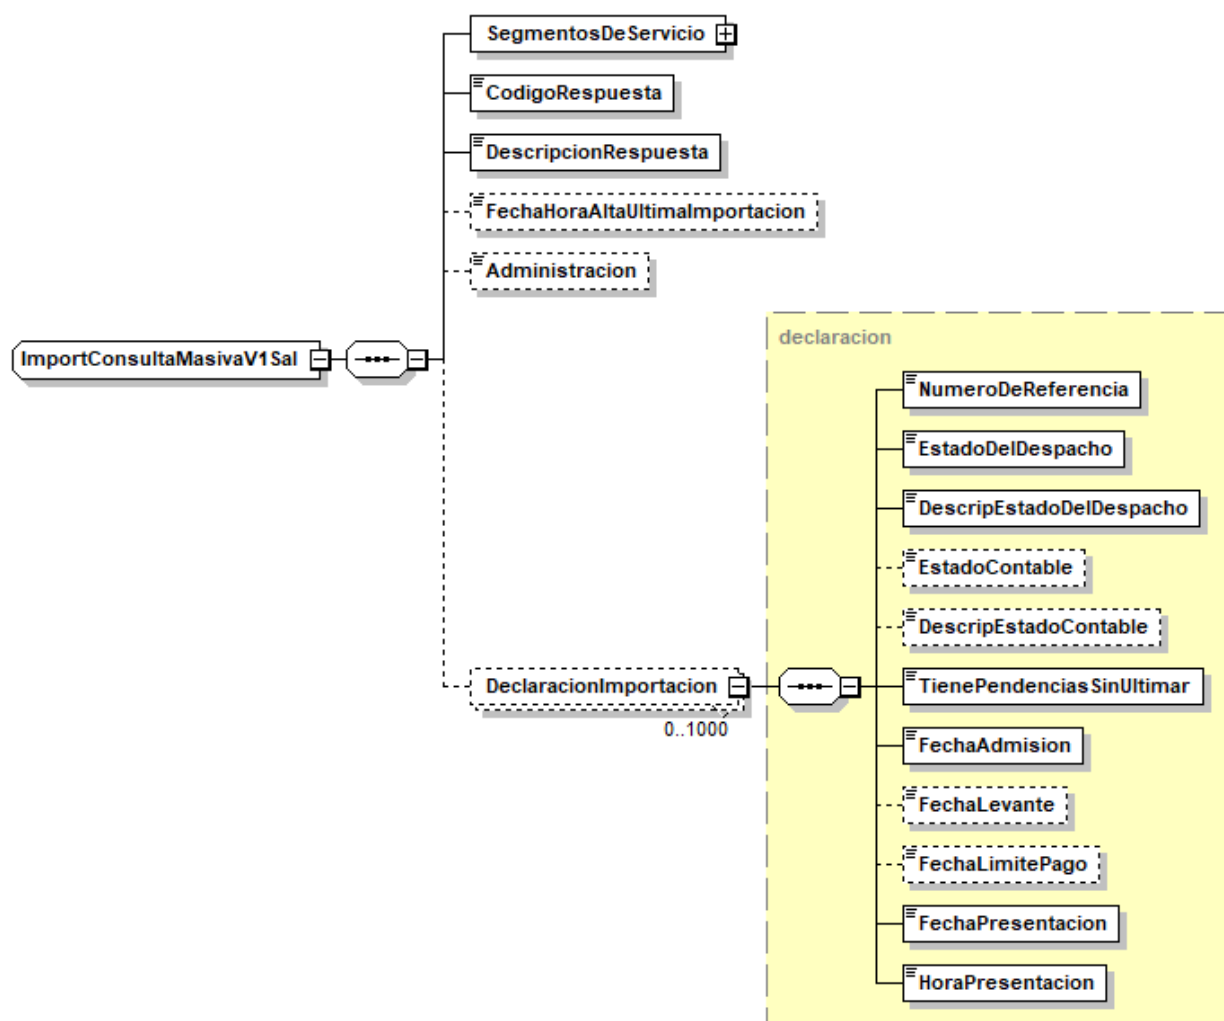 SegmentosDeServicio
CodigoRespuesta
DescripcionRespuesta
FechaHoraAltaUltimaImportacion
Administracion
ImportConsultaMasivaV1Sal
DeclaracionImportacion
0..1000
declaracion
NumeroDeReferencia
EstadoDelDespacho
DescripEstadoDelDespacho
EstadoContable
DescripEstadoContable
TienePendenciasSinUltimar
FechaAdmision
FechaLevante
FechaLimitePago
FechaPresentacion
HoraPresentacion